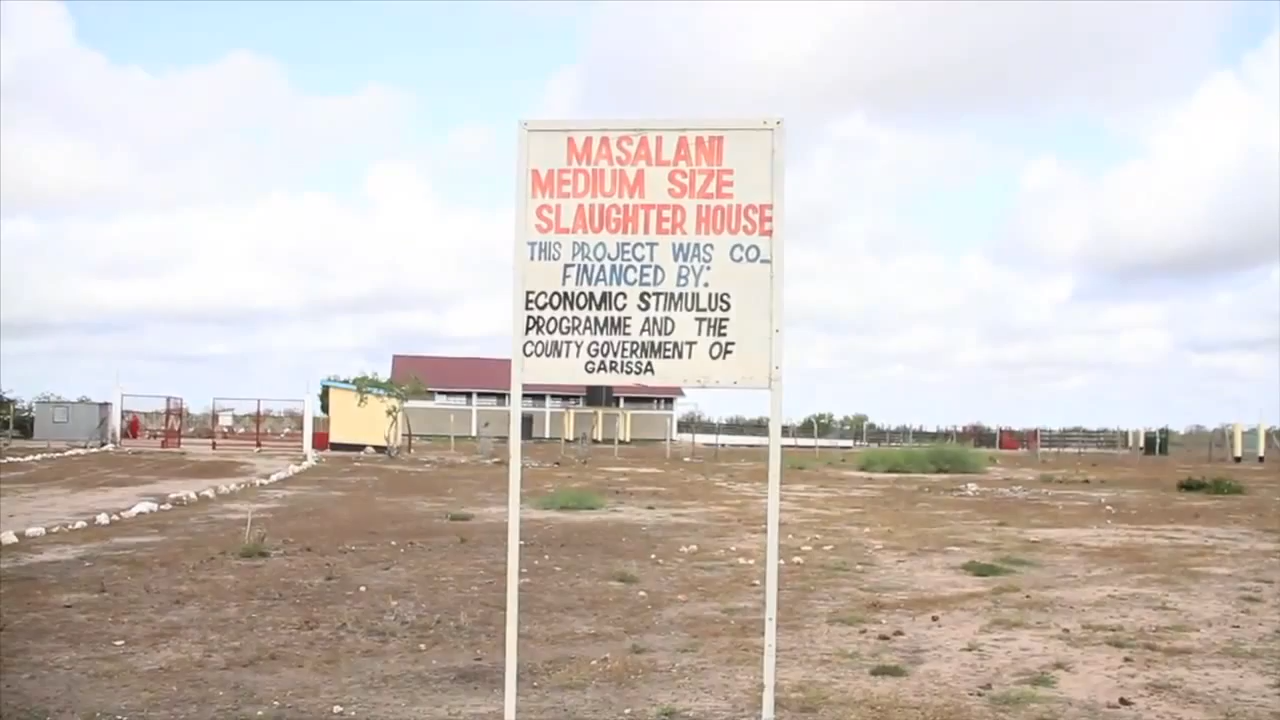 MASALANI
MEDIUM SIZE
SLAUGHTER HOUSE
THIS PROJECT WAS CO_
FINANCED BY:
ECONOMIC STIMULUS
PROGRAMME AND THE
COUNTY GOVERNMENT OF
GARISSA